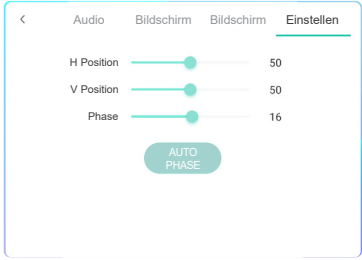 Audio Bildschirm Bildschirm Einstellen
H Position 50
V Position 50
Phase 16
AUTO
PHASE